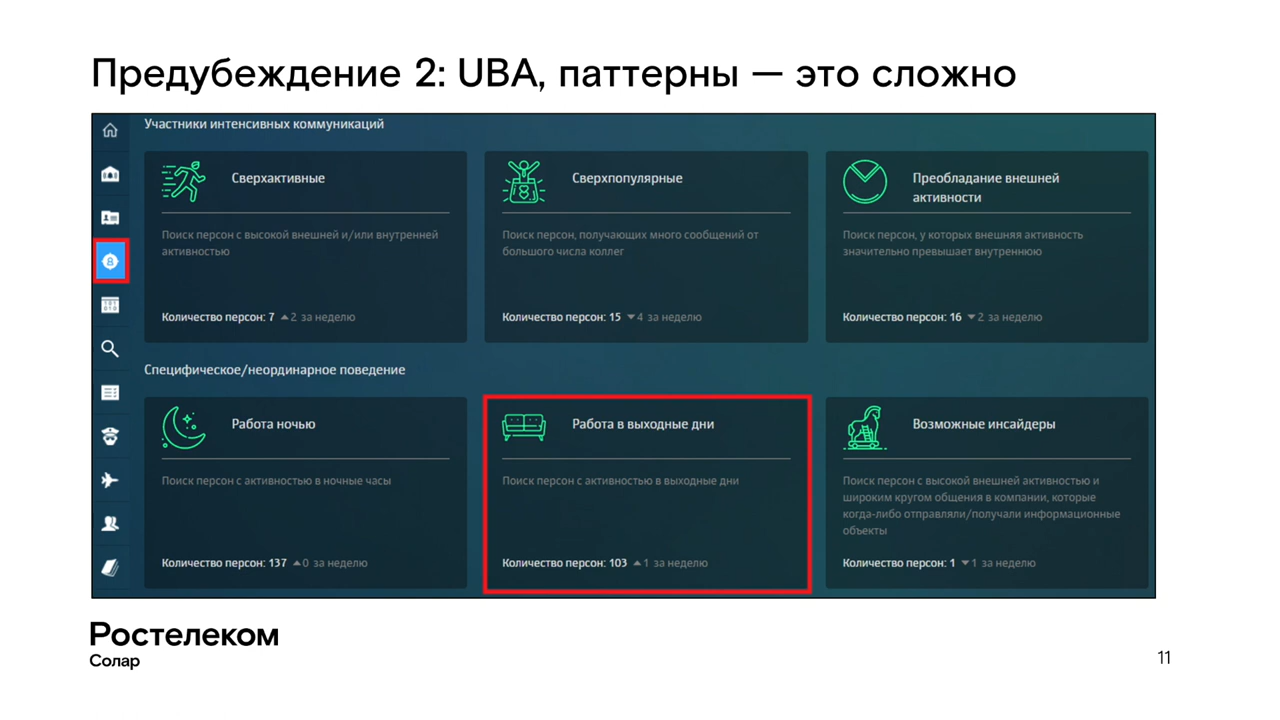 Предубеждение 2: UBA, паттерны — это сложно
Участники интенсивных коммуникаций
Сверхактивные
Поиск персон с высокой внешней и/или внутренней
активностью
Количество персон: 7 ▲2 за неделю
Сверхпопулярные
Поиск персон, получающих много сообщений от
большого числа коллег
Количество персон: 15 ▼4 за неделю
Преобладание внешней
активности
Поиск персон, у которых внешняя активность
значительно превышает внутреннюю
Количество персон: 16 ▼2 за неделю
Специфическое/неординарное поведение
Работа ночью
Поиск персон с активностью в ночные часы
Количество персон: 137 ▲0 за неделю
Работа в выходные дни
Поиск персон с активностью в выходные дни
Количество персон: 103 ▲1 за неделю
Возможные инсайдеры
Поиск персон с высокой внешней активностью и
широким кругом общения в компании, которые
когда-либо отправляли/получали информационные
объекты
Количество персон: 1 ▼1 за неделю
Ростелеком
Солар
11